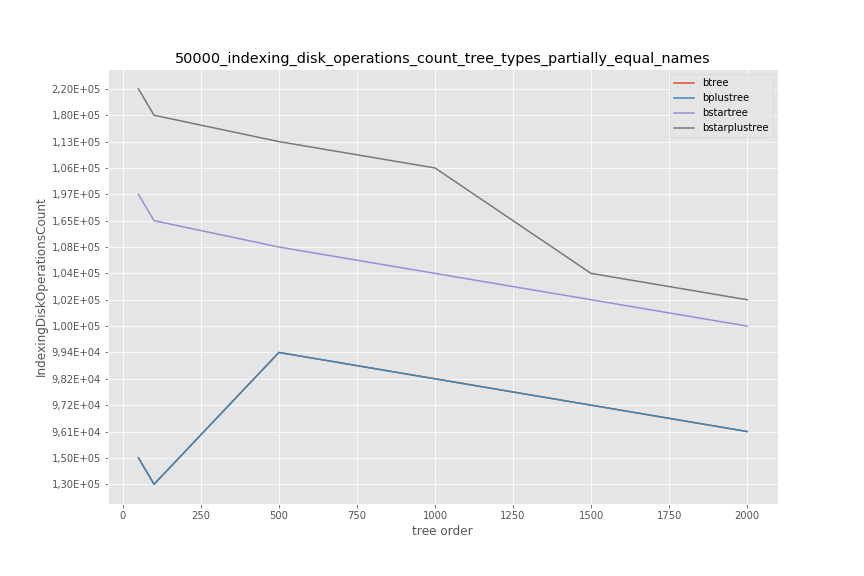 50000_indexing_disk_operations_count_tree_types_partially_equal_names
btree
bplustree
bstartree
bstarplustree
IndexingDiskOperationsCount
2,20E+05
1,80E+05
1,13E+05
1,06E+05
1,97E+05
1,65E+05
1,08E+05
1,04E+05
1,02E+05
1,00E+05
9,94E+04
9,82E+04
9,72E+04
9,61E+04
1,50E+05
1,30E+05
0 250 500 750 1000 1250 1500 1750 2000
tree order